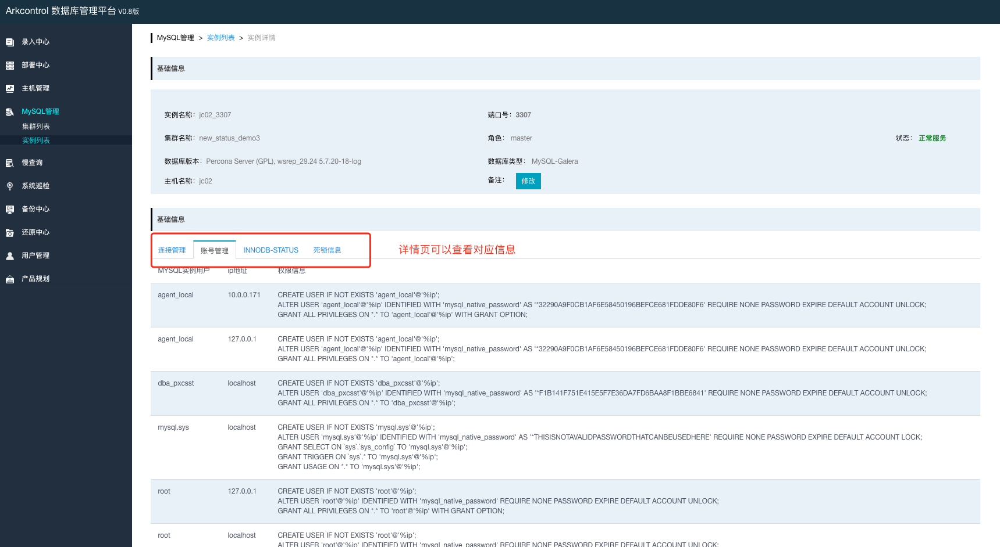 Arkcontrol 数据库管理平台 V0.8版
录入中心
部署中心
主机管理
MySQL管理
集群列表
实例列表
慢查询
系统巡检
备份中心
还原中心
用户管理
产品规划
MySQL管理 > 实例列表 > 实例详情
基础信息
实例名称： jc02_3307 端口号： 3307
集群名称： new_status_demo3 角色： master 状态： 正常服务
数据库版本： Percona Server (GPL), wsrep_29.24 5.7.20-18-log 数据库类型： MySQL-Galera
主机名称： jc02 备注： 修改
基础信息
连接管理 账号管理 INNODB-STATUS 死锁信息 详情页可以查看对应信息
MYSQL实例用户 ip地址 权限信息
agent_local 10.0.0.171 CREATE USER IF NOT EXISTS 'agent_local'@'%ip';
ALTER USER 'agent_local'@'%ip' IDENTIFIED WITH 'mysql_native_password' AS '*32290A9F0CB1AF6E58450196BEFCE681FDDE80F6' REQUIRE NONE PASSWORD EXPIRE DEFAULT ACCOUNT UNLOCK;
GRANT ALL PRIVILEGES ON *.* TO 'agent_local'@'%ip' WITH GRANT OPTION;
agent_local 127.0.0.1 CREATE USER IF NOT EXISTS 'agent_local'@'%ip';
ALTER USER 'agent_local'@'%ip' IDENTIFIED WITH 'mysql_native_password' AS '*32290A9F0CB1AF6E58450196BEFCE681FDDE80F6' REQUIRE NONE PASSWORD EXPIRE DEFAULT ACCOUNT UNLOCK;
GRANT ALL PRIVILEGES ON *.* TO 'agent_local'@'%ip';
dba_pxcsst localhost CREATE USER IF NOT EXISTS 'dba_pxcsst'@'%ip';
ALTER USER 'dba_pxcsst'@'%ip' IDENTIFIED WITH 'mysql_native_password' AS '*F1B141F751E415E5F7E36DA7FD6BAA8F1BBE6841' REQUIRE NONE PASSWORD EXPIRE DEFAULT ACCOUNT UNLOCK;
GRANT ALL PRIVILEGES ON *.* TO 'dba_pxcsst'@'%ip';
mysql.sys localhost CREATE USER IF NOT EXISTS 'mysql.sys'@'%ip';
ALTER USER 'mysql.sys'@'%ip' IDENTIFIED WITH 'mysql_native_password' AS '*THISISNOTAVALIDPASSWORDTHATCANBEUSEDHERE' REQUIRE NONE PASSWORD EXPIRE DEFAULT ACCOUNT LOCK;
GRANT SELECT ON `sys`.`sys_config` TO 'mysql.sys'@'%ip';
GRANT TRIGGER ON `sys`.* TO 'mysql.sys'@'%ip';
GRANT USAGE ON *.* TO 'mysql.sys'@'%ip';
root 127.0.0.1 CREATE USER IF NOT EXISTS 'root'@'%ip';
ALTER USER 'root'@'%ip' IDENTIFIED WITH 'mysql_native_password' REQUIRE NONE PASSWORD EXPIRE DEFAULT ACCOUNT UNLOCK;
GRANT ALL PRIVILEGES ON *.* TO 'root'@'%ip' WITH GRANT OPTION;
root localhost CREATE USER IF NOT EXISTS 'root'@'%ip';
ALTER USER 'root'@'%ip' IDENTIFIED WITH 'mysql_native_password' REQUIRE NONE PASSWORD EXPIRE DEFAULT ACCOUNT UNLOCK;